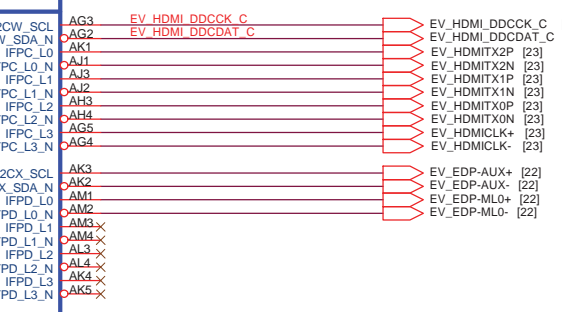 2CW_SCL AG3 EV_HDMI_DDCCK_C EV_HDMI_DDCCK_C
W_SDA_N AG2 EV_HDMI_DDCDAT_C EV_HDMI_DDCDAT_C
IFPC_L0 AK1 EV_HDMITX2P [23]
FPC_L0_N AJ1 EV_HDMITX2N [23]
IFPC_L1 AJ3 EV_HDMITX1P [23]
FPC_L1_N AJ2 EV_HDMITX1N [23]
IFPC_L2 AH3 EV_HDMITX0P [23]
FPC_L2_N AH4 EV_HDMITX0N [23]
IFPC_L3 AG5 EV_HDMICLK+ [23]
FPC_L3_N AG4 EV_HDMICLK- [23]
2CX_SCL AK3 EV_EDP-AUX+ [22]
X_SDA_N AK2 EV_EDP-AUX- [22]
IFPD_L0 AM1 EV_EDP-ML0+ [22]
FPD_L0_N AM2 EV_EDP-ML0- [22]
IFPD_L1 AM3
FPD_L1_N AM4
IFPD_L2 AL3
FPD_L2_N AL4
IFPD_L3 AK4
FPD_L3_N AK5